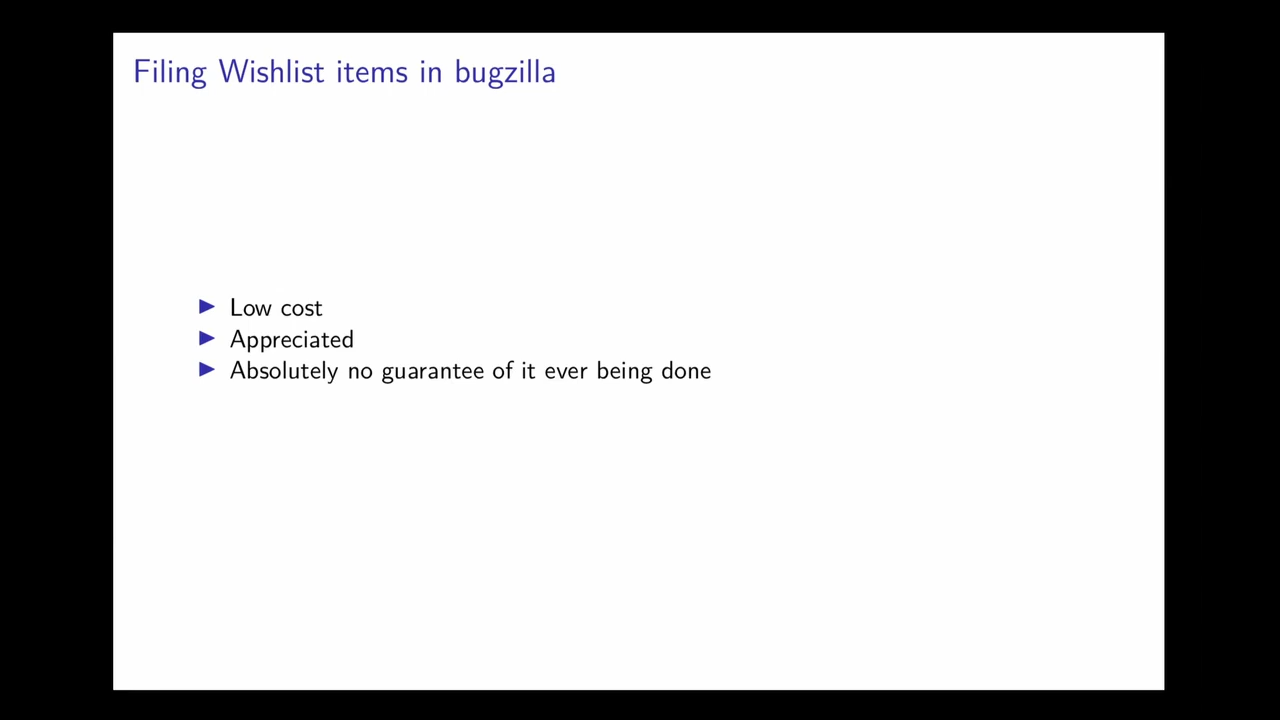 Filing Wishlist items in bugzilla
▶ Low cost
▶ Appreciated
▶ Absolutely no guarantee of it ever being done